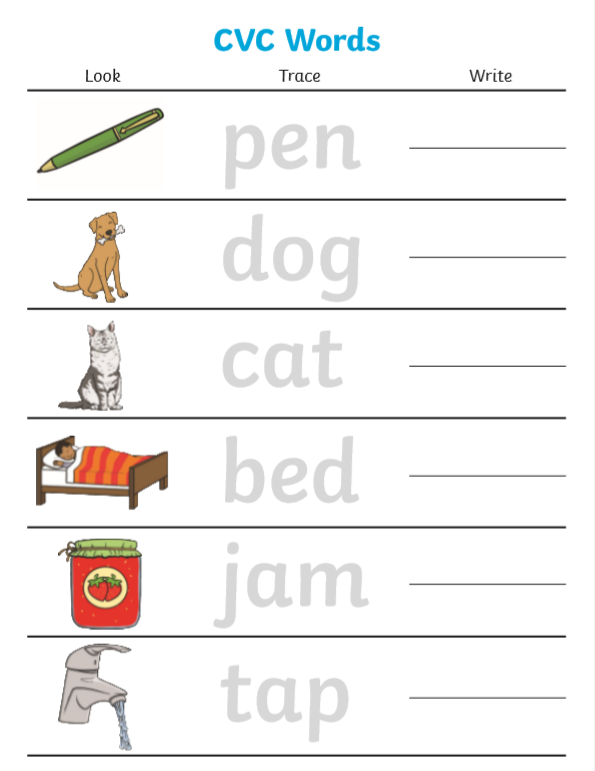 CVC Words
Look Trace Write
pen
dog
cat
bed
jam
tap